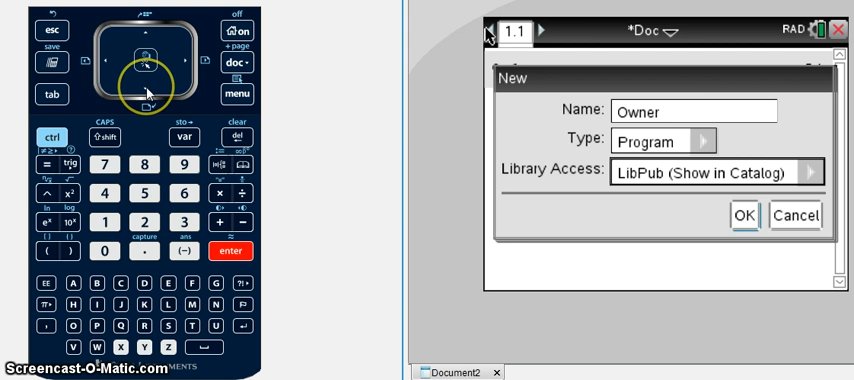 off
esc
on
save
+ page
doc
tab
menu
CAPS
sto →
clear
ctrl
⇧shift
var
del
= trig 7 8 9
^ x² 4 5 6 × ÷
ln log
eˣ 10ˣ 1 2 3 + −
[ ] { } capture ans ≈
( ) 0 . (−) enter
EE A B C D E F G ?!▸
π▸ H I J K L M N
, O P Q R S T U ↵
V W X Y Z
MENTS
Screencast-O-Matic.com
1.1 *Doc RAD
New
Name: Owner
Type: Program
Library Access: LibPub (Show in Catalog)
OK Cancel
Document2